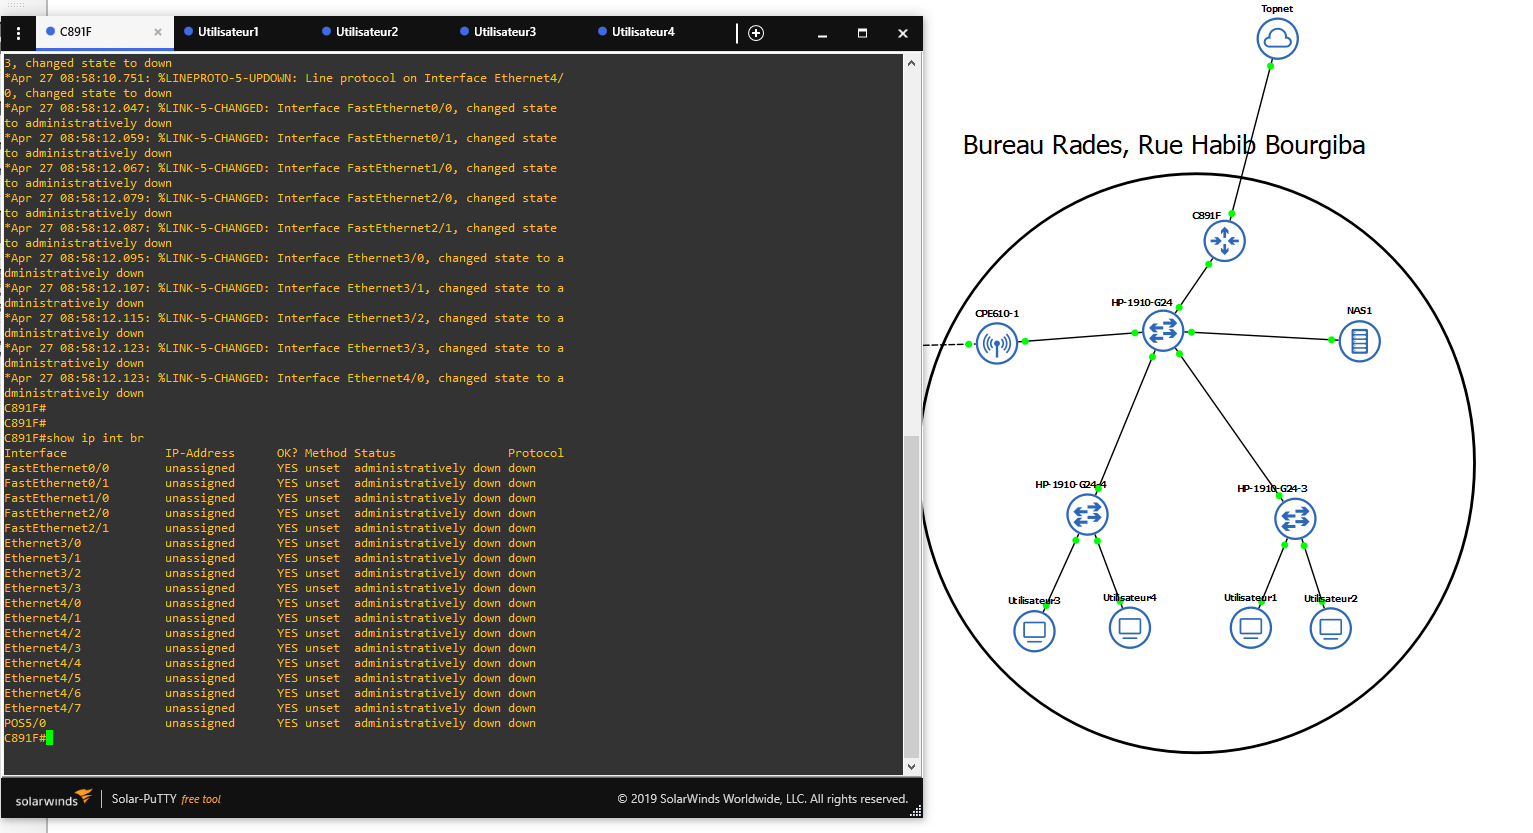 C891F
Utilisateur1
Utilisateur2
Utilisateur3
Utilisateur4
3, changed state to down
*Apr 27 08:58:10.751: %LINEPROTO-5-UPDOWN: Line protocol on Interface Ethernet4/
0, changed state to down
*Apr 27 08:58:12.047: %LINK-5-CHANGED: Interface FastEthernet0/0, changed state
to administratively down
*Apr 27 08:58:12.059: %LINK-5-CHANGED: Interface FastEthernet0/1, changed state
to administratively down
*Apr 27 08:58:12.067: %LINK-5-CHANGED: Interface FastEthernet1/0, changed state
to administratively down
*Apr 27 08:58:12.079: %LINK-5-CHANGED: Interface FastEthernet2/0, changed state
to administratively down
*Apr 27 08:58:12.087: %LINK-5-CHANGED: Interface FastEthernet2/1, changed state
to administratively down
*Apr 27 08:58:12.095: %LINK-5-CHANGED: Interface Ethernet3/0, changed state to a
dministratively down
*Apr 27 08:58:12.107: %LINK-5-CHANGED: Interface Ethernet3/1, changed state to a
dministratively down
*Apr 27 08:58:12.115: %LINK-5-CHANGED: Interface Ethernet3/2, changed state to a
dministratively down
*Apr 27 08:58:12.123: %LINK-5-CHANGED: Interface Ethernet3/3, changed state to a
dministratively down
*Apr 27 08:58:12.123: %LINK-5-CHANGED: Interface Ethernet4/0, changed state to a
dministratively down
C891F#
C891F#
C891F#show ip int br
Interface IP-Address OK? Method Status Protocol
FastEthernet0/0 unassigned YES unset administratively down down
FastEthernet0/1 unassigned YES unset administratively down down
FastEthernet1/0 unassigned YES unset administratively down down
FastEthernet2/0 unassigned YES unset administratively down down
FastEthernet2/1 unassigned YES unset administratively down down
Ethernet3/0 unassigned YES unset administratively down down
Ethernet3/1 unassigned YES unset administratively down down
Ethernet3/2 unassigned YES unset administratively down down
Ethernet3/3 unassigned YES unset administratively down down
Ethernet4/0 unassigned YES unset administratively down down
Ethernet4/1 unassigned YES unset administratively down down
Ethernet4/2 unassigned YES unset administratively down down
Ethernet4/3 unassigned YES unset administratively down down
Ethernet4/4 unassigned YES unset administratively down down
Ethernet4/5 unassigned YES unset administratively down down
Ethernet4/6 unassigned YES unset administratively down down
Ethernet4/7 unassigned YES unset administratively down down
POS5/0 unassigned YES unset administratively down down
C891F#
solarwinds
Solar-PuTTY free tool
© 2019 SolarWinds Worldwide, LLC. All rights reserved.
Topnet
Bureau Rades, Rue Habib Bourgiba
C891F
HP-1910-G24
CPE610-1
NAS1
HP-1910-G24-4
HP-1910-G24-3
Utilisateur3
Utilisateur4
Utilisateur1
Utilisateur2